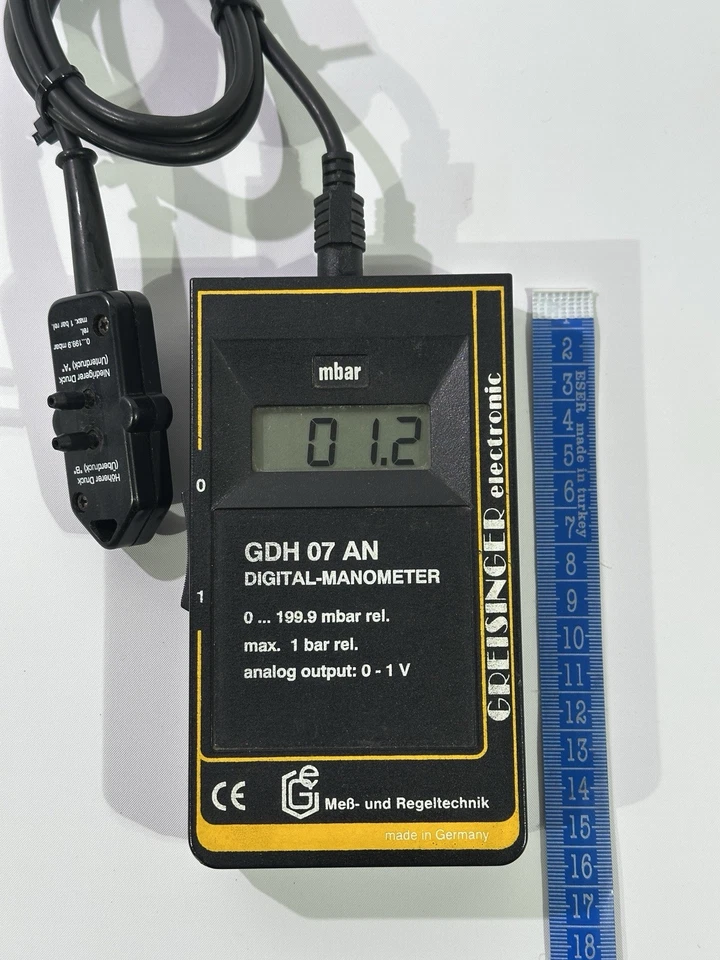 max. 1 bar rel.
rel.
0...199.9 mbar
(Unterdruck) "A"
Niedrigerer Druck
(Überdruck) "B"
Höherer Druck
mbar
01.2
0
1
GDH 07 AN
DIGITAL-MANOMETER
0 ... 199.9 mbar rel.
max. 1 bar rel.
analog output: 0 - 1 V
GREISINGER electronic
CE
Ge
Meß- und Regeltechnik
made in Germany
1
2
3
4
5
6
7
8
9
10
11
12
13
14
15
16
17
18
ESER made in turkey